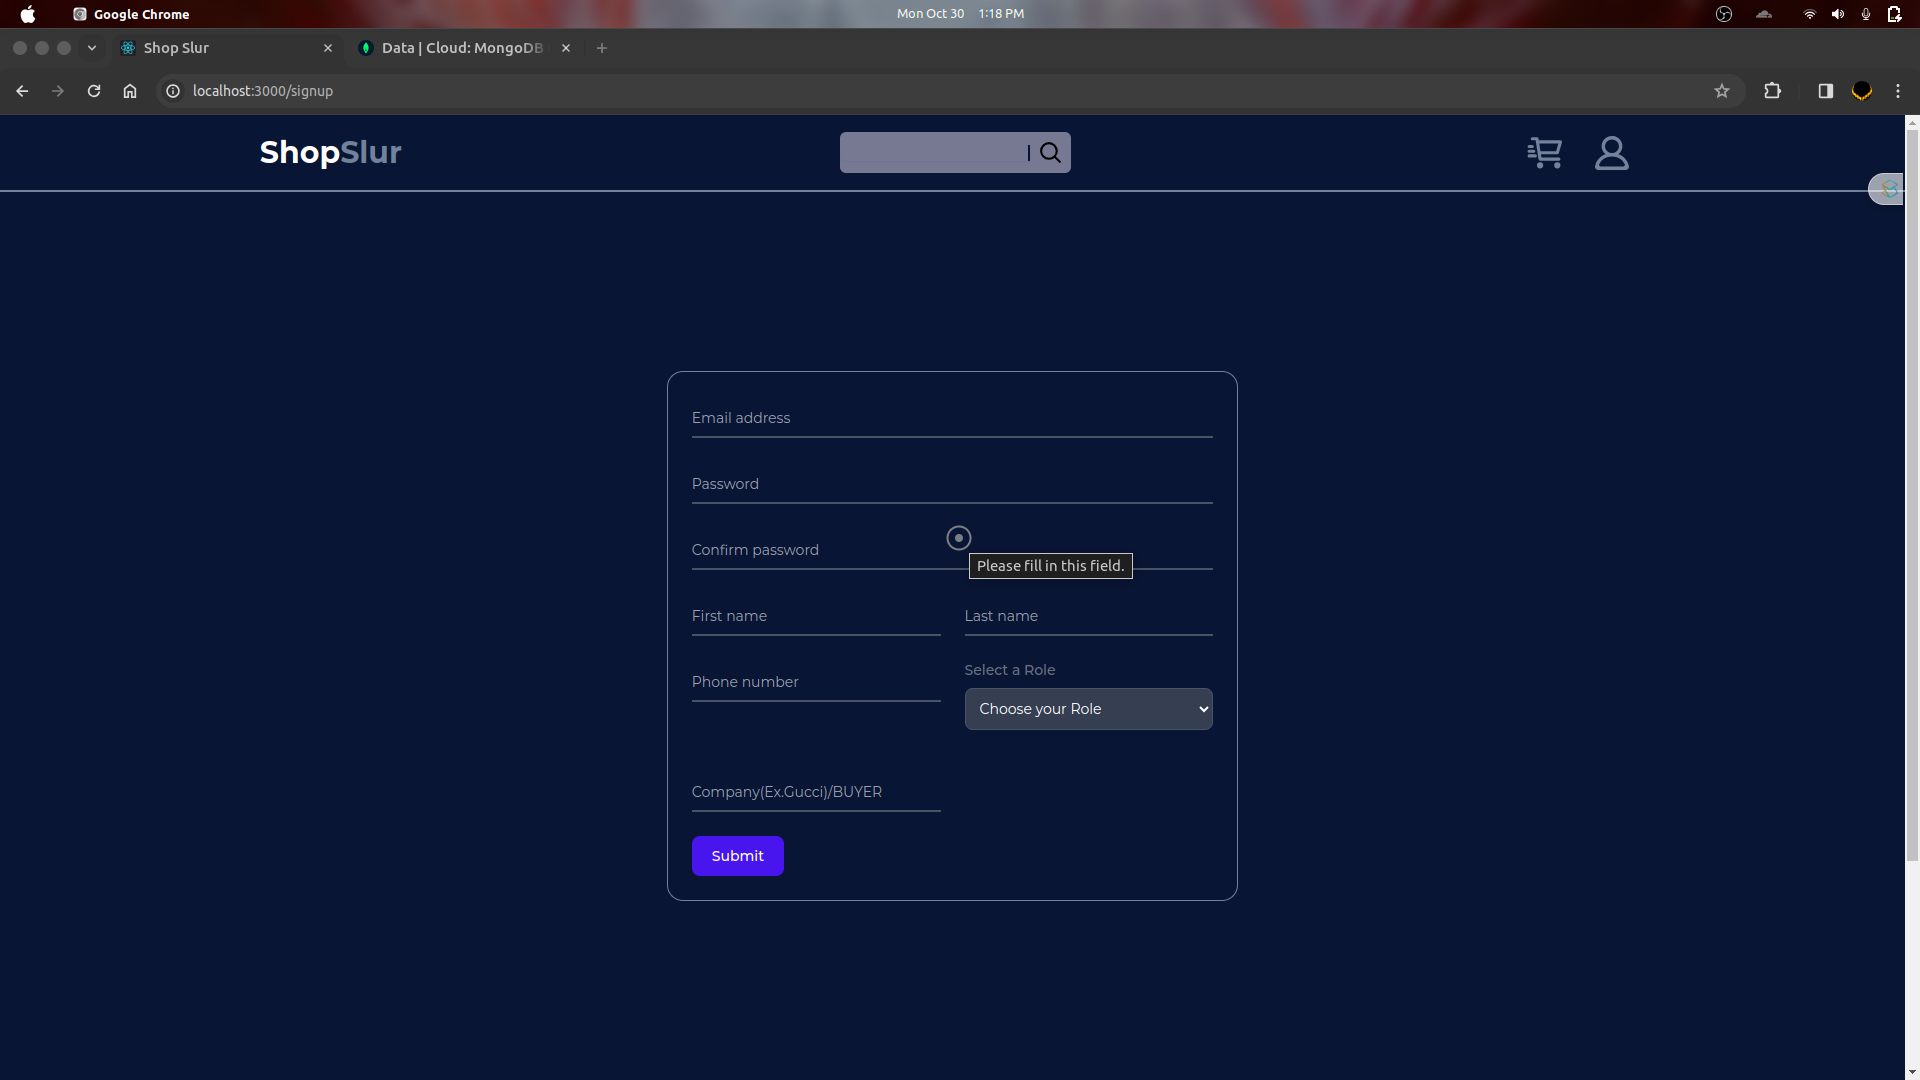 Google Chrome
Mon Oct 30 1:18 PM
Shop Slur
Data | Cloud: MongoDB
localhost:3000/signup
ShopSlur
Email address
Password
Confirm password
Please fill in this field.
First name
Last name
Phone number
Select a Role
Choose your Role
Company(Ex.Gucci)/BUYER
Submit